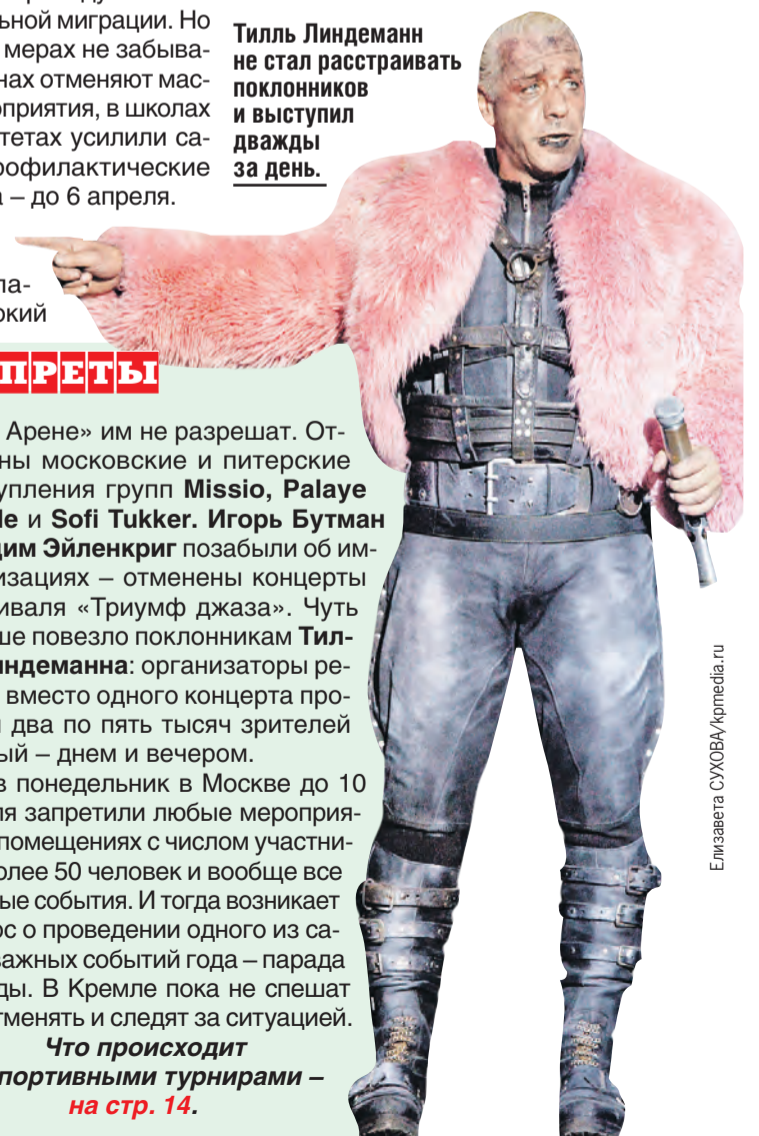 ьной миграции. Но
мерах не забыва-
нах отменяют мас-
оприятия, в школах
тетах усилили са-
рофилактические
– до 6 апреля.
Тилль Линдеманн
не стал расстраивать
поклонников
и выступил
дважды
за день.
па-
окий
ПРЕТЫ
Арене» им не разрешат. От-
ны московские и питерские
упления групп Missio, Palaye
le и Sofi Tukker. Игорь Бутман
дим Эйленкриг позабыли об им-
изациях – отменены концерты
иваля «Триумф джаза». Чуть
ше повезло поклонникам Тил-
индеманна: организаторы ре-
вместо одного концерта про-
и два по пять тысяч зрителей
ый – днем и вечером.
в понедельник в Москве до 10
ля запретили любые мероприя-
помещениях с числом участни-
олее 50 человек и вообще все
ые события. И тогда возникает
ос о проведении одного из са-
важных событий года – парада
ды. В Кремле пока не спешат
тменять и следят за ситуацией.
Что происходит
портивными турнирами –
на стр. 14.
Елизавета СУХОВА/kpmedia.ru